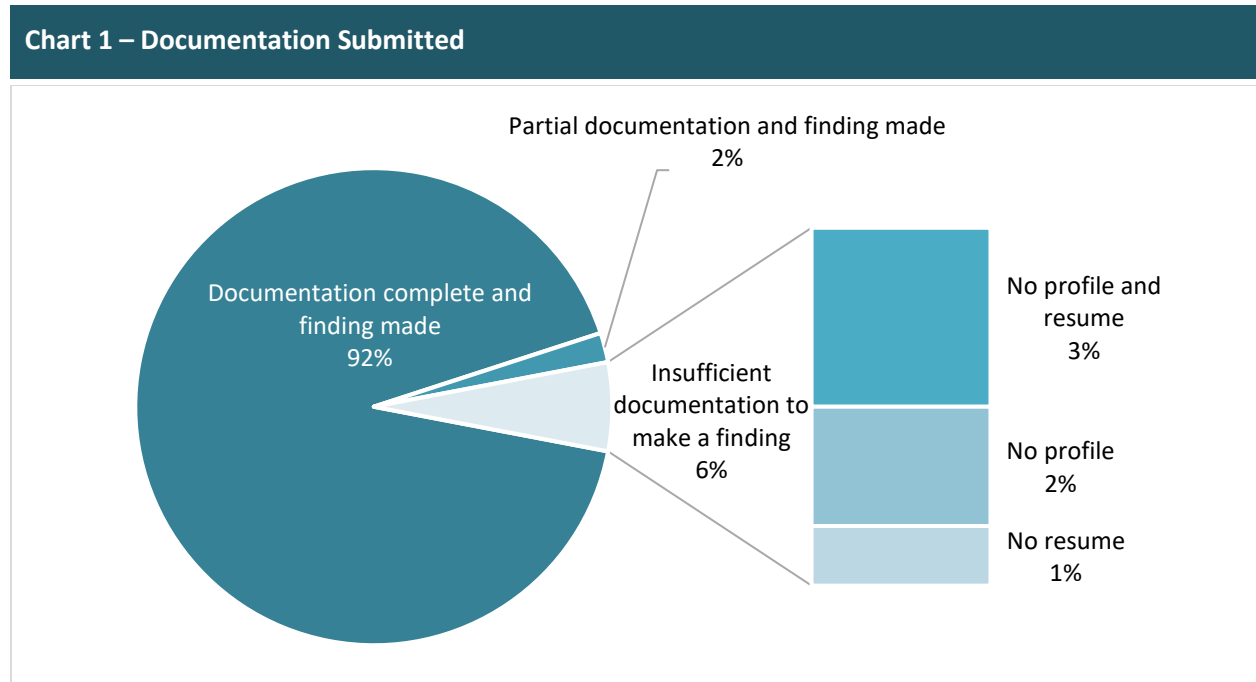 Chart 1 – Documentation Submitted
Partial documentation and finding made
2%
Documentation complete and
finding made
92%
Insufficient
documentation to
make a finding
6%
No profile and
resume
3%
No profile
2%
No resume
1%